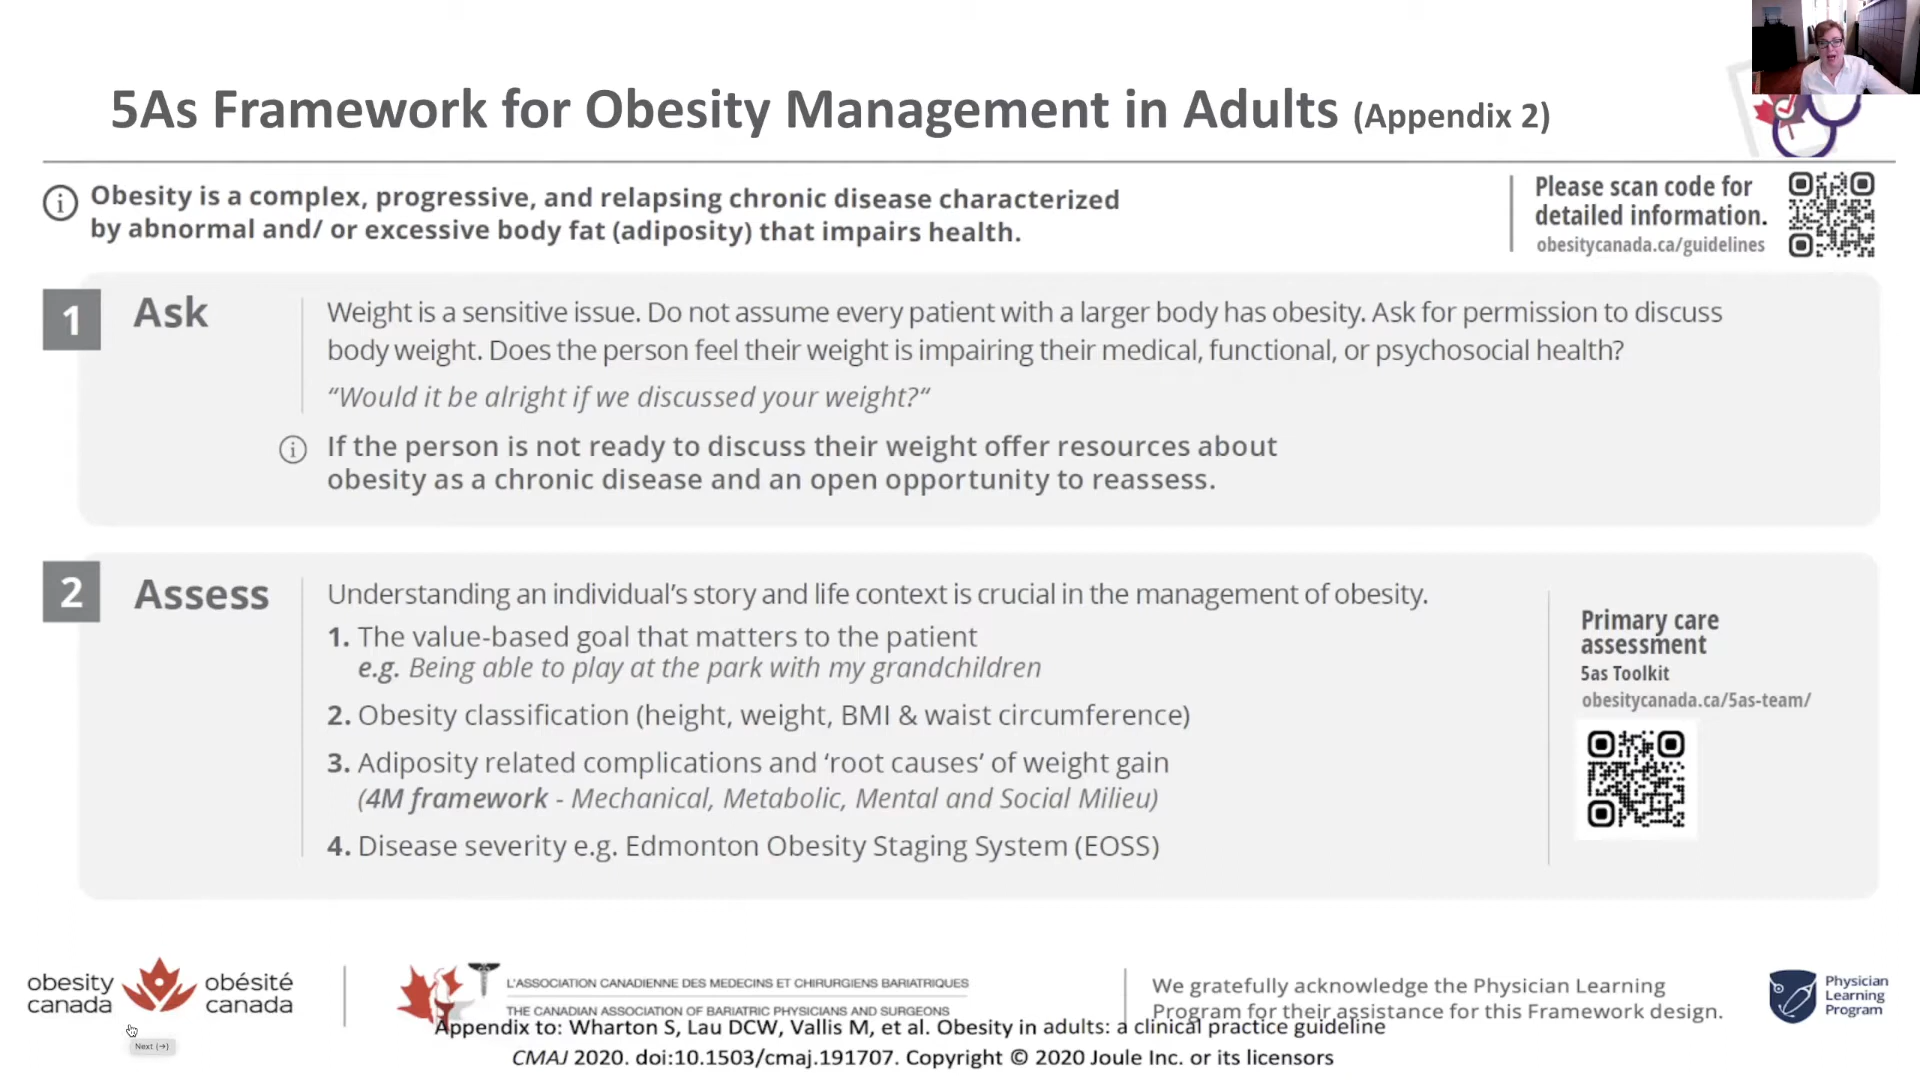 5As Framework for Obesity Management in Adults (Appendix 2)
Obesity is a complex, progressive, and relapsing chronic disease characterized
by abnormal and/ or excessive body fat (adiposity) that impairs health.
Please scan code for
detailed information.
obesitycanada.ca/guidelines
1
Ask
Weight is a sensitive issue. Do not assume every patient with a larger body has obesity. Ask for permission to discuss
body weight. Does the person feel their weight is impairing their medical, functional, or psychosocial health?
“Would it be alright if we discussed your weight?“
i
If the person is not ready to discuss their weight offer resources about
obesity as a chronic disease and an open opportunity to reassess.
2
Assess
Understanding an individual’s story and life context is crucial in the management of obesity.
1. The value-based goal that matters to the patient
e.g. Being able to play at the park with my grandchildren
2. Obesity classification (height, weight, BMI & waist circumference)
3. Adiposity related complications and ‘root causes’ of weight gain
(4M framework - Mechanical, Metabolic, Mental and Social Milieu)
4. Disease severity e.g. Edmonton Obesity Staging System (EOSS)
Primary care
assessment
5as Toolkit
obesitycanada.ca/5as-team/
obesity
canada
obésité
canada
L'ASSOCIATION CANADIENNE DES MEDECINS ET CHIRURGIENS BARIATRIQUES
THE CANADIAN ASSOCIATION OF BARIATRIC PHYSICIANS AND SURGEONS
We gratefully acknowledge the Physician Learning
Program for their assistance for this Framework design.
Physician
Learning
Program
Appendix to: Wharton S, Lau DCW, Vallis M, et al. Obesity in adults: a clinical practice guideline
CMAJ 2020. doi:10.1503/cmaj.191707. Copyright © 2020 Joule Inc. or its licensors
Next (→)